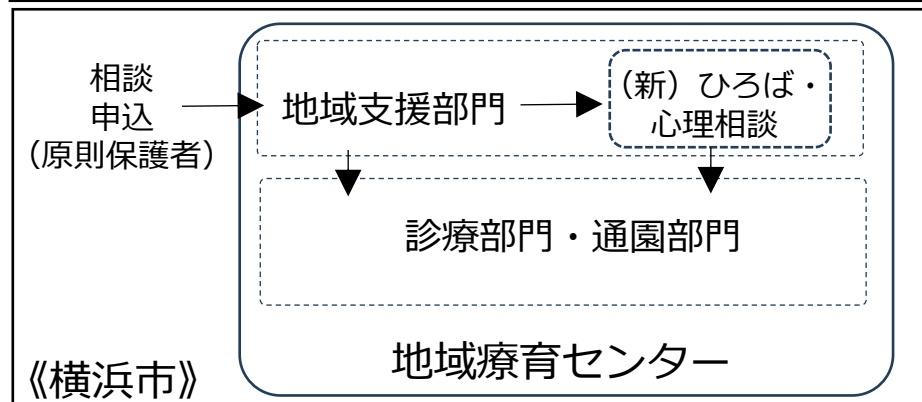 相談
申込
（原則保護者）
地域支援部門
（新）ひろば・
心理相談
診療部門・通園部門
地域療育センター
《横浜市》